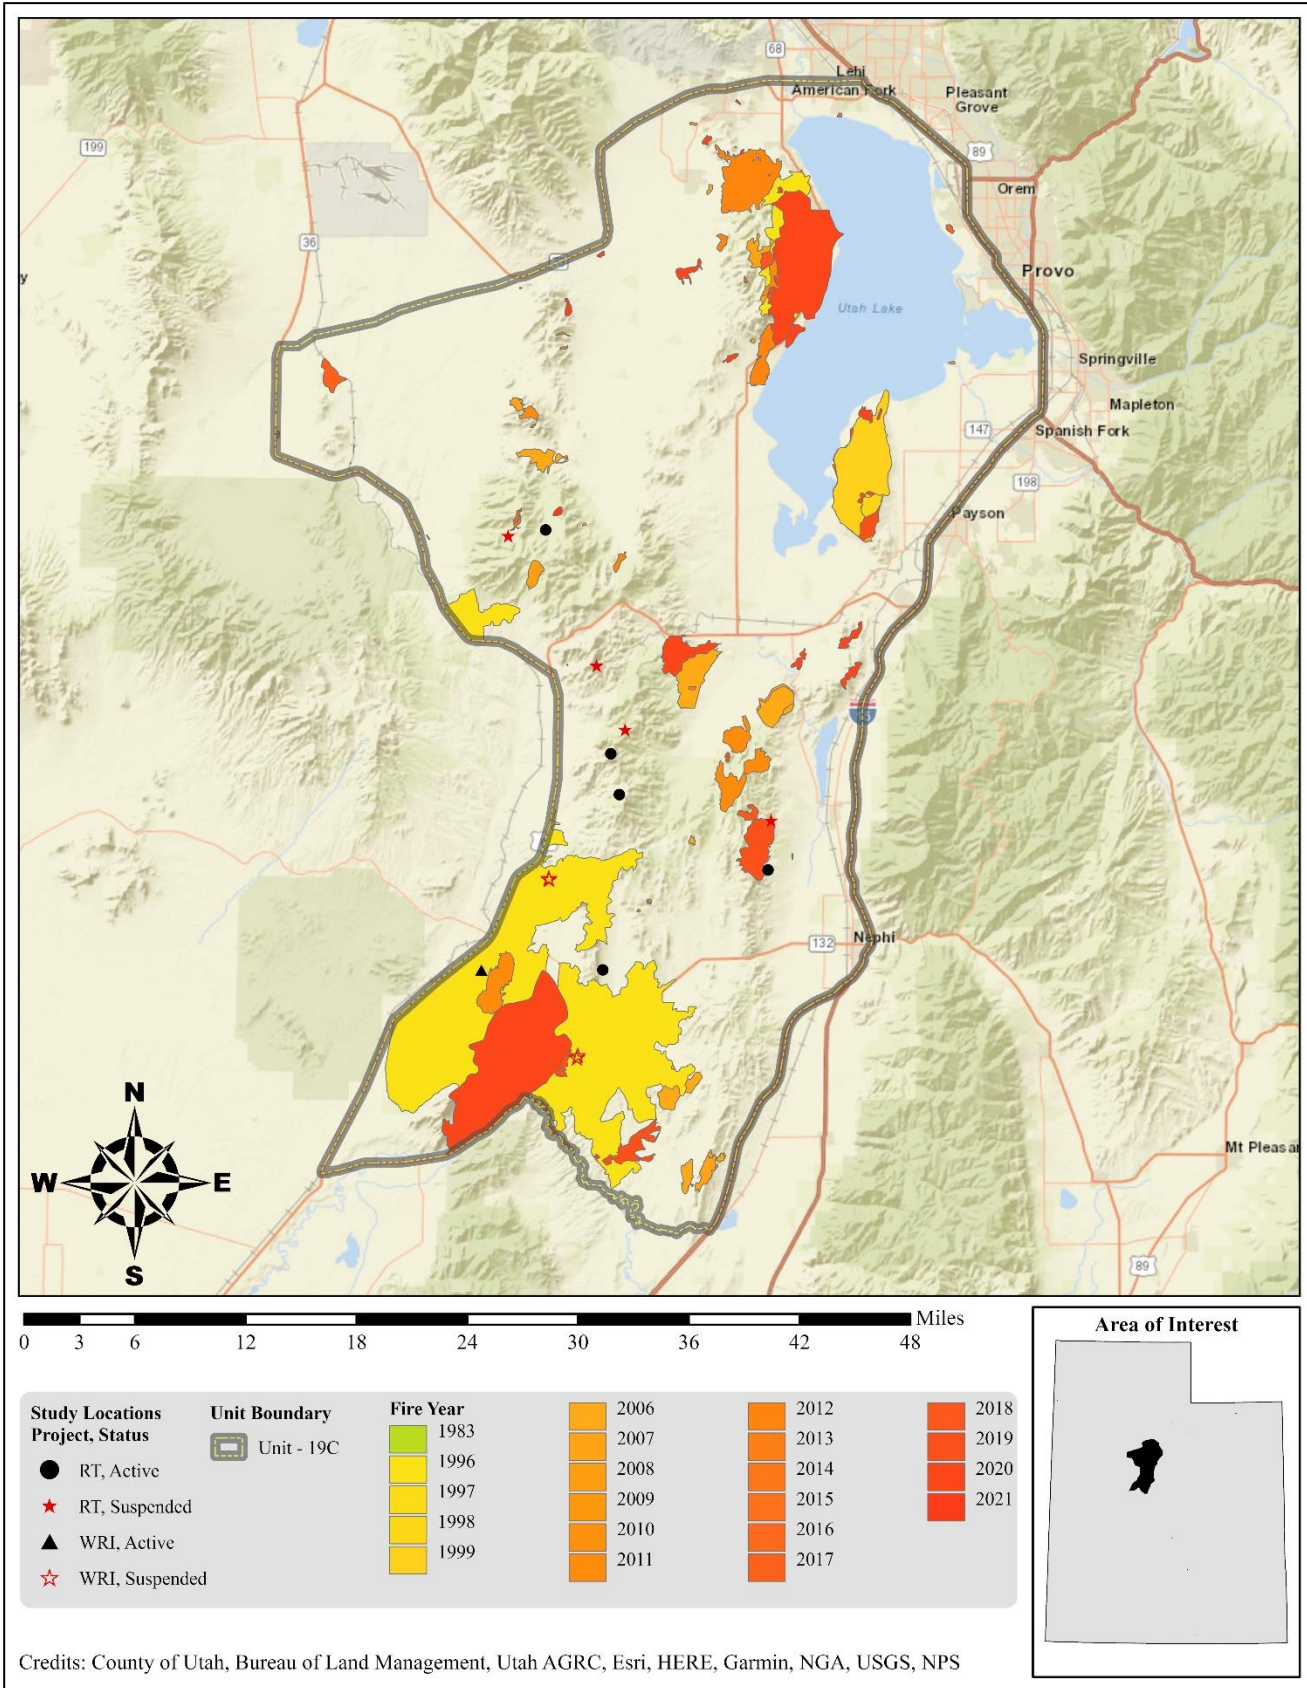 68
Lehi
American Fork
Pleasant
Grove
199
89
Orem
36
Provo
y
Utah Lake
Springville
Mapleton
147
Spanish Fork
198
Payson
15
132
Nephi
N
W
E
S
Mt Pleasar
89
Miles
0 3 6 12 18 24 30 36 42 48
Area of Interest
Study Locations
Project, Status
RT, Active
RT, Suspended
WRI, Active
WRI, Suspended
Unit Boundary
Unit - 19C
Fire Year
1983
1996
1997
1998
1999
2006
2007
2008
2009
2010
2011
2012
2013
2014
2015
2016
2017
2018
2019
2020
2021
Credits: County of Utah, Bureau of Land Management, Utah AGRC, Esri, HERE, Garmin, NGA, USGS, NPS